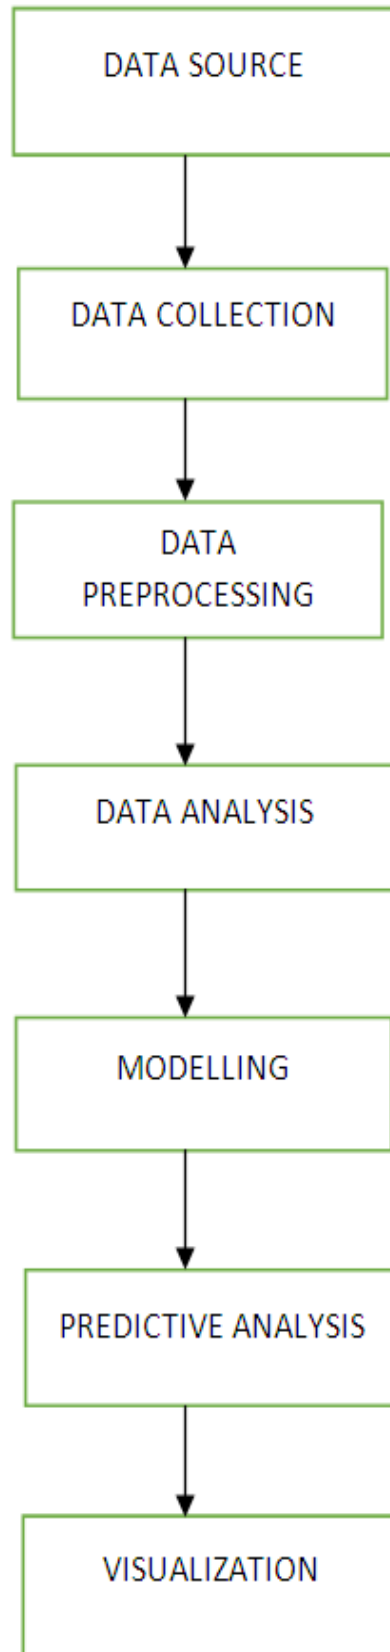 DATA SOURCE
DATA COLLECTION
DATA
PREPROCESSING
DATA ANALYSIS
MODELLING
PREDICTIVE ANALYSIS
VISUALIZATION